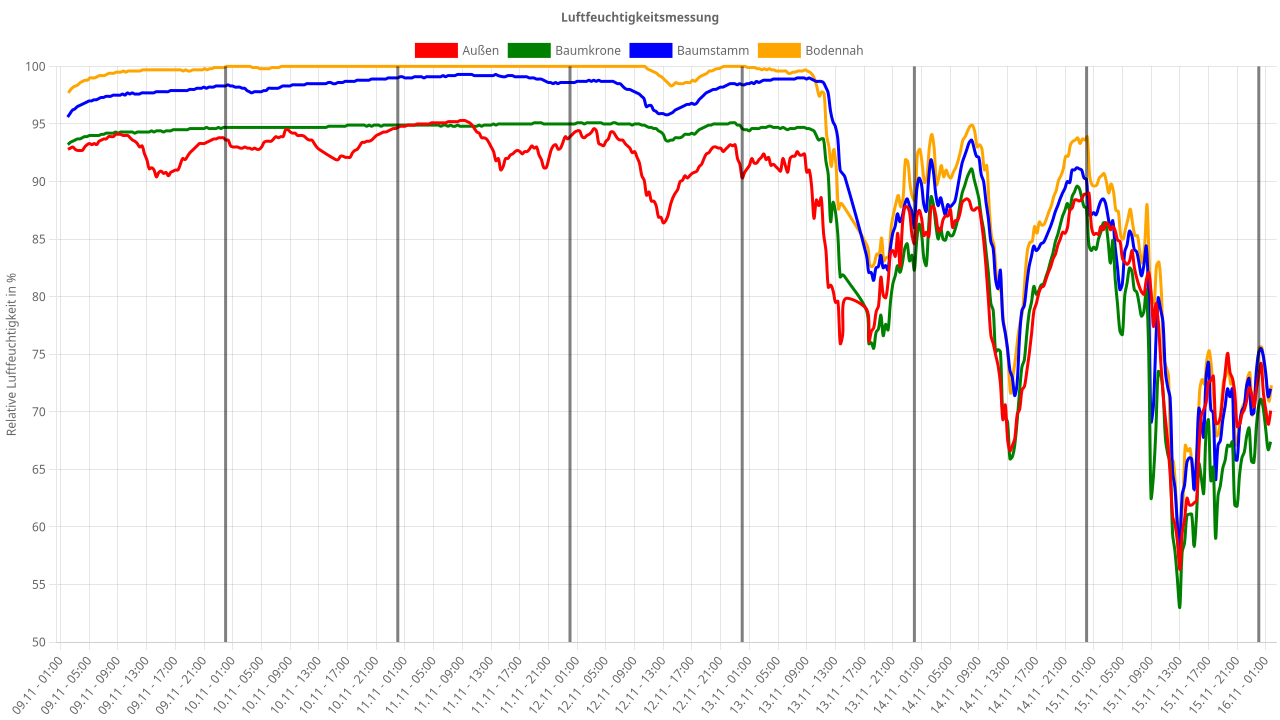 Luftfeuchtigkeitsmessung
Außen Baumkrone Baumstamm Bodennah
Relative Luftfeuchtigkeit in %
100
95
90
85
80
75
70
65
60
55
50
09.11 - 01:00
09.11 - 05:00
09.11 - 09:00
09.11 - 13:00
09.11 - 17:00
09.11 - 21:00
10.11 - 01:00
10.11 - 05:00
10.11 - 09:00
10.11 - 13:00
10.11 - 17:00
10.11 - 21:00
11.11 - 01:00
11.11 - 05:00
11.11 - 09:00
11.11 - 13:00
11.11 - 17:00
11.11 - 21:00
12.11 - 01:00
12.11 - 05:00
12.11 - 09:00
12.11 - 13:00
12.11 - 17:00
12.11 - 21:00
13.11 - 01:00
13.11 - 05:00
13.11 - 09:00
13.11 - 13:00
13.11 - 17:00
13.11 - 21:00
14.11 - 01:00
14.11 - 05:00
14.11 - 09:00
14.11 - 13:00
14.11 - 17:00
14.11 - 21:00
15.11 - 01:00
15.11 - 05:00
15.11 - 09:00
15.11 - 13:00
15.11 - 17:00
15.11 - 21:00
16.11 - 01:00